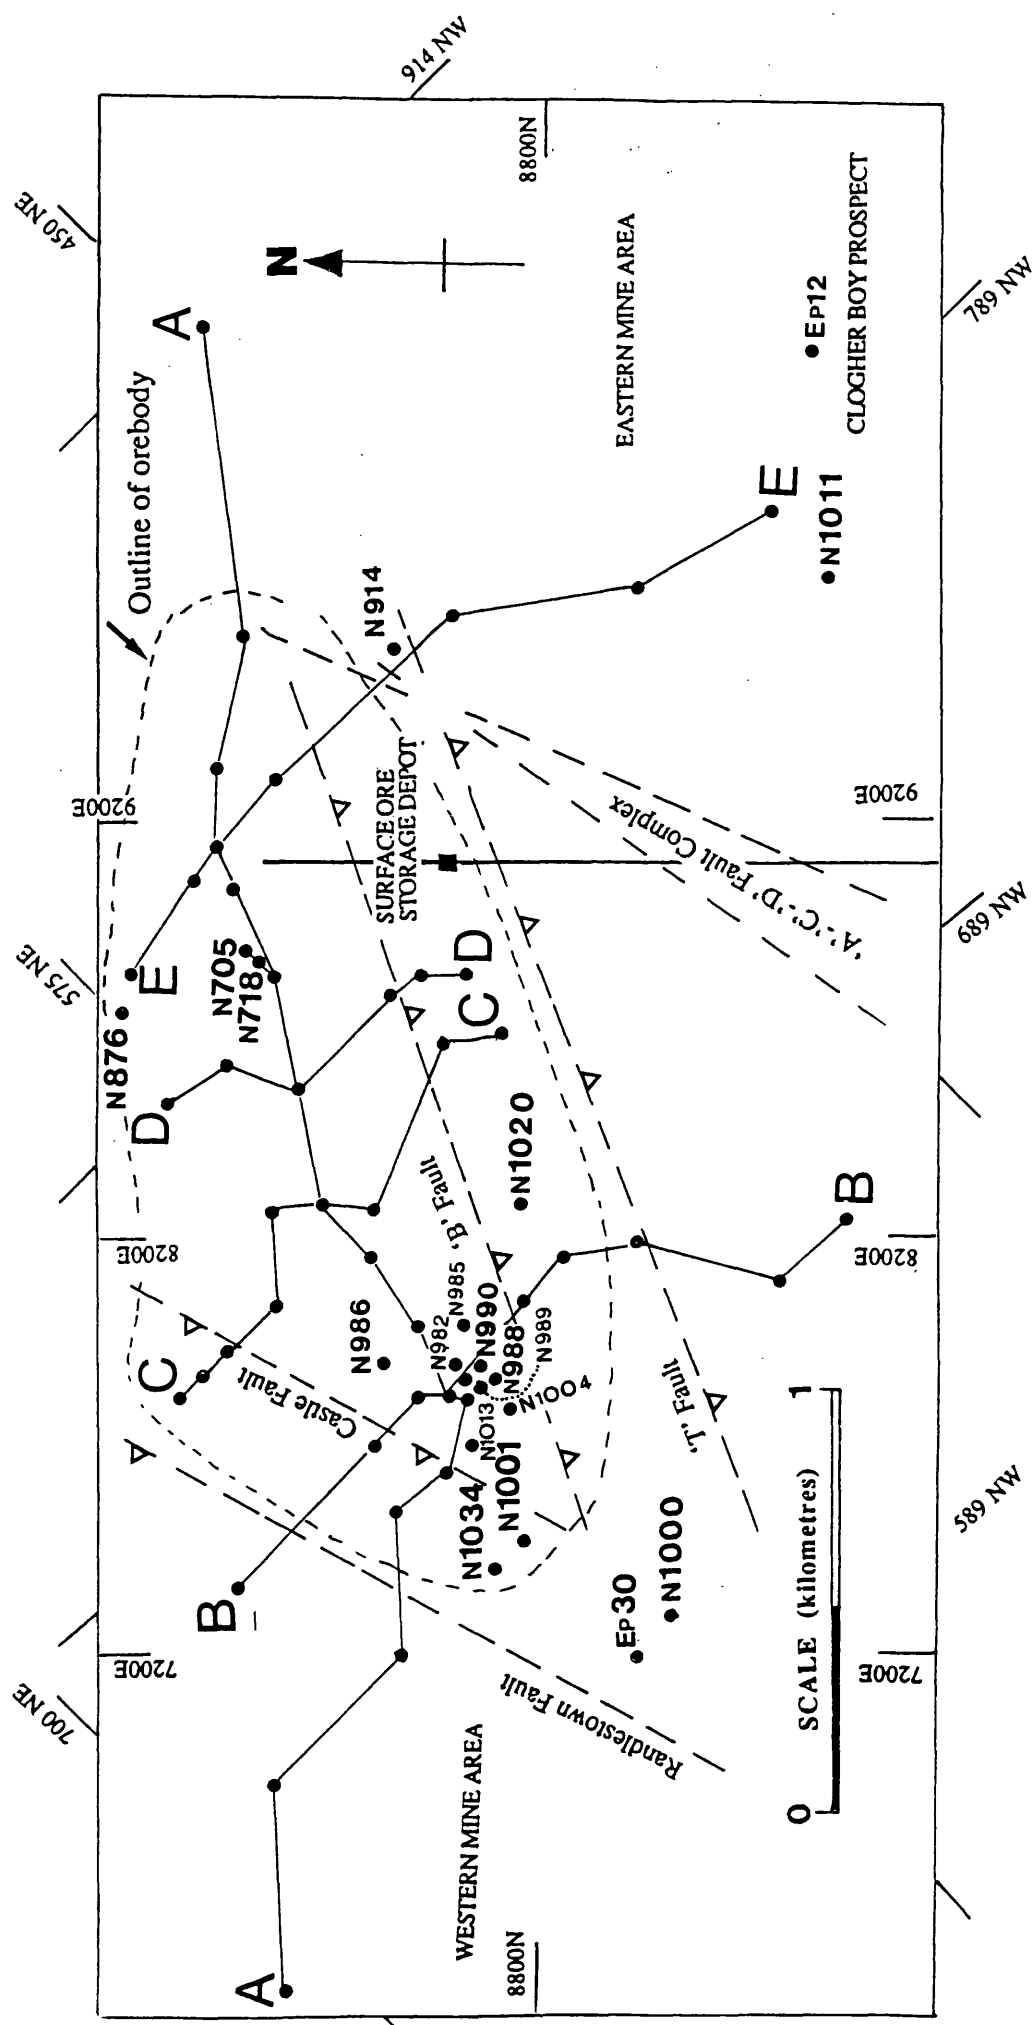 914 NW
450 NE
575 NE
700 NE
8800N
N
A
Outline of orebody
EASTERN MINE AREA
EP12
CLOGHER BOY PROSPECT
789 NW
E
N1011
N914
9200E
9200E
SURFACE ORE
STORAGE DEPOT
'A'-'C'-'D' Fault Complex
689 NW
E
N705
N718
N876
D
D
C
N1020
'B' Fault
B
8200E
8200E
N985
N982
N990
N986
N988
N989
N1004
N1013
C
Castle Fault
N1001
N1034
'T' Fault
N1000
EP30
B
7200E
7200E
Randlestown Fault
589 NW
0
1
SCALE (kilometres)
WESTERN MINE AREA
8800N
A